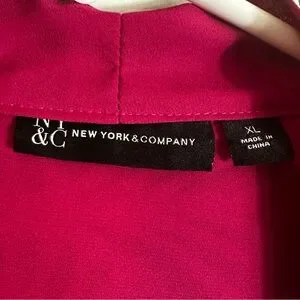 NY
&C NEW YORK & COMPANY
XL
MADE IN
CHINA